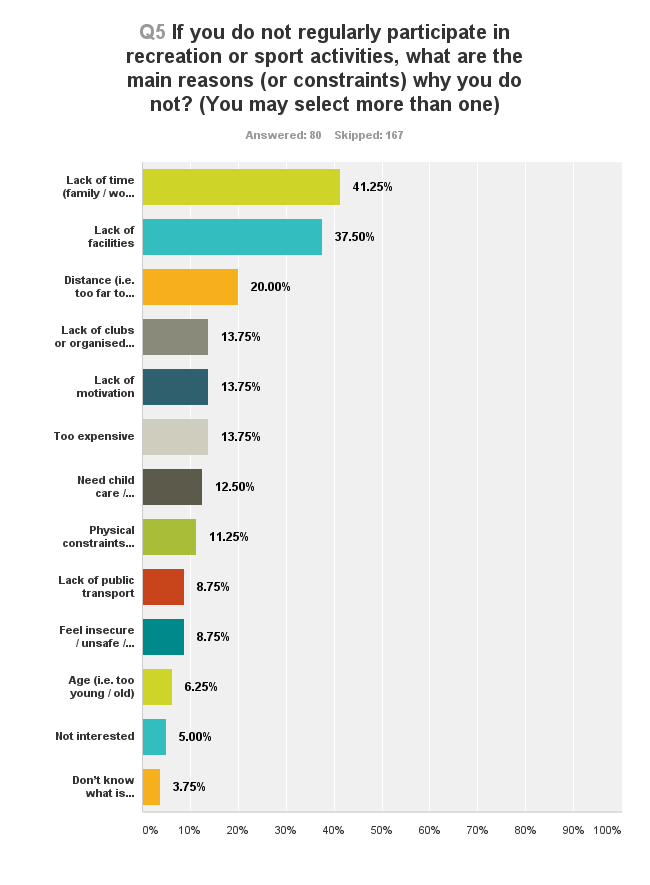 Q5 If you do not regularly participate in
recreation or sport activities, what are the
main reasons (or constraints) why you do
not? (You may select more than one)
Answered: 80 Skipped: 167
Lack of time
(family / wo...
41.25%
Lack of
facilities
37.50%
Distance (i.e.
too far to...
20.00%
Lack of clubs
or organised...
13.75%
Lack of
motivation
13.75%
Too expensive
13.75%
Need child
care /...
12.50%
Physical
constraints...
11.25%
Lack of public
transport
8.75%
Feel insecure
/ unsafe /...
8.75%
Age (i.e. too
young / old)
6.25%
Not interested
5.00%
Don't know
what is...
3.75%
0% 10% 20% 30% 40% 50% 60% 70% 80% 90% 100%